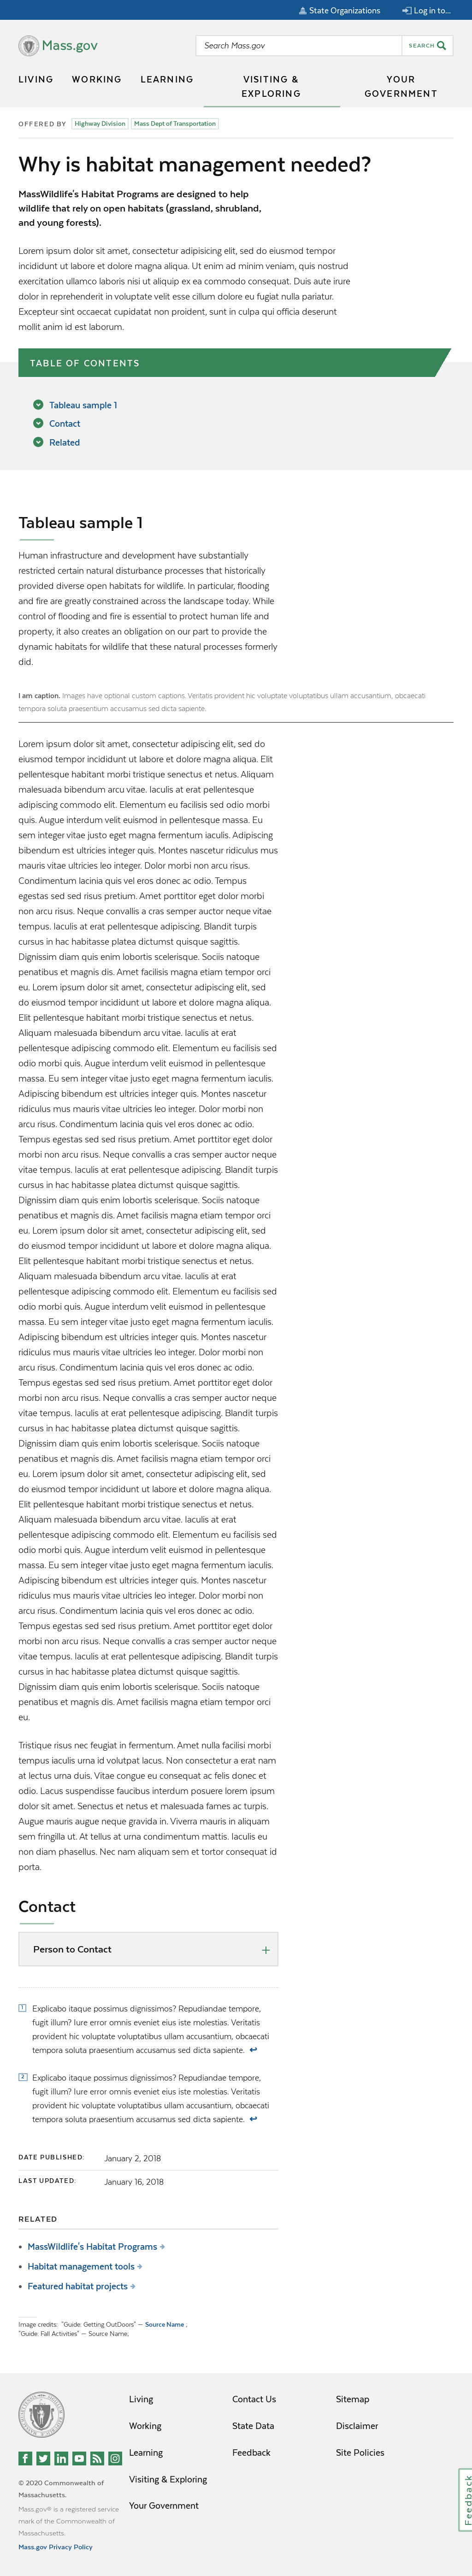 State Organizations
Log in to...
Mass.gov
Search Mass.gov
SEARCH
LIVING
WORKING
LEARNING
VISITING &
EXPLORING
YOUR
GOVERNMENT
OFFERED BY
Highway Division
Mass Dept of Transportation
Why is habitat management needed?
MassWildlife's Habitat Programs are designed to help
wildlife that rely on open habitats (grassland, shrubland,
and young forests).
Lorem ipsum dolor sit amet, consectetur adipisicing elit, sed do eiusmod tempor
incididunt ut labore et dolore magna aliqua. Ut enim ad minim veniam, quis nostrud
exercitation ullamco laboris nisi ut aliquip ex ea commodo consequat. Duis aute irure
dolor in reprehenderit in voluptate velit esse cillum dolore eu fugiat nulla pariatur.
Excepteur sint occaecat cupidatat non proident, sunt in culpa qui officia deserunt
mollit anim id est laborum.
TABLE OF CONTENTS
Tableau sample 1
Contact
Related
Tableau sample 1
Human infrastructure and development have substantially
restricted certain natural disturbance processes that historically
provided diverse open habitats for wildlife. In particular, flooding
and fire are greatly constrained across the landscape today. While
control of flooding and fire is essential to protect human life and
property, it also creates an obligation on our part to provide the
dynamic habitats for wildlife that these natural processes formerly
did.
I am caption. Images have optional custom captions. Veritatis provident hic voluptate voluptatibus ullam accusantium, obcaecati
tempora soluta praesentium accusamus sed dicta sapiente.
Lorem ipsum dolor sit amet, consectetur adipiscing elit, sed do
eiusmod tempor incididunt ut labore et dolore magna aliqua. Elit
pellentesque habitant morbi tristique senectus et netus. Aliquam
malesuada bibendum arcu vitae. Iaculis at erat
pellentesque adipiscing commodo elit. Elementum eu facilisis sed odio morbi
quis. Augue interdum velit euismod in pellentesque massa. Eu
sem integer vitae justo eget magna fermentum iaculis. Adipiscing
bibendum est ultricies integer quis. Montes nascetur ridiculus mus
mauris vitae ultricies leo integer. Dolor morbi non arcu risus.
Condimentum lacinia quis vel eros donec ac odio. Tempus
egestas sed sed risus pretium. Amet porttitor eget dolor morbi
non arcu risus. Neque convallis a cras semper auctor neque vitae
tempus. Iaculis at erat pellentesque adipiscing. Blandit turpis
cursus in hac habitasse platea dictumst quisque sagittis.
Dignissim diam quis enim lobortis scelerisque. Sociis natoque
penatibus et magnis dis. Amet facilisis magna etiam tempor orci
eu. Lorem ipsum dolor sit amet, consectetur adipiscing elit, sed
do eiusmod tempor incididunt ut labore et dolore magna aliqua.
Elit pellentesque habitant morbi tristique senectus et netus.
Aliquam malesuada bibendum arcu vitae. Iaculis at erat
pellentesque adipiscing commodo elit. Elementum eu facilisis sed
odio morbi quis. Augue interdum velit euismod in pellentesque
massa. Eu sem integer vitae justo eget magna fermentum iaculis.
Adipiscing bibendum est ultricies integer quis. Montes nascetur
ridiculus mus mauris vitae ultricies leo integer. Dolor morbi non
arcu risus. Condimentum lacinia quis vel eros donec ac odio.
Tempus egestas sed sed risus pretium. Amet porttitor eget dolor
morbi non arcu risus. Neque convallis a cras semper auctor neque
vitae tempus. Iaculis at erat pellentesque adipiscing. Blandit turpis
cursus in hac habitasse platea dictumst quisque sagittis.
Dignissim diam quis enim lobortis scelerisque. Sociis natoque
penatibus et magnis dis. Amet facilisis magna etiam tempor orci
eu. Lorem ipsum dolor sit amet, consectetur adipiscing elit, sed
do eiusmod tempor incididunt ut labore et dolore magna aliqua.
Elit pellentesque habitant morbi tristique senectus et netus.
Aliquam malesuada bibendum arcu vitae. Iaculis at erat
pellentesque adipiscing commodo elit. Elementum eu facilisis sed
odio morbi quis. Augue interdum velit euismod in pellentesque
massa. Eu sem integer vitae justo eget magna fermentum iaculis.
Adipiscing bibendum est ultricies integer quis. Montes nascetur
ridiculus mus mauris vitae ultricies leo integer. Dolor morbi non
arcu risus. Condimentum lacinia quis vel eros donec ac odio.
Tempus egestas sed sed risus pretium. Amet porttitor eget dolor
morbi non arcu risus. Neque convallis a cras semper auctor neque
vitae tempus. Iaculis at erat pellentesque adipiscing. Blandit turpis
cursus in hac habitasse platea dictumst quisque sagittis.
Dignissim diam quis enim lobortis scelerisque. Sociis natoque
penatibus et magnis dis. Amet facilisis magna etiam tempor orci
eu. Lorem ipsum dolor sit amet, consectetur adipiscing elit, sed
do eiusmod tempor incididunt ut labore et dolore magna aliqua.
Elit pellentesque habitant morbi tristique senectus et netus.
Aliquam malesuada bibendum arcu vitae. Iaculis at erat
pellentesque adipiscing commodo elit. Elementum eu facilisis sed
odio morbi quis. Augue interdum velit euismod in pellentesque
massa. Eu sem integer vitae justo eget magna fermentum iaculis.
Adipiscing bibendum est ultricies integer quis. Montes nascetur
ridiculus mus mauris vitae ultricies leo integer. Dolor morbi non
arcu risus. Condimentum lacinia quis vel eros donec ac odio.
Tempus egestas sed sed risus pretium. Amet porttitor eget dolor
morbi non arcu risus. Neque convallis a cras semper auctor neque
vitae tempus. Iaculis at erat pellentesque adipiscing. Blandit turpis
cursus in hac habitasse platea dictumst quisque sagittis.
Dignissim diam quis enim lobortis scelerisque. Sociis natoque
penatibus et magnis dis. Amet facilisis magna etiam tempor orci
eu.
Tristique risus nec feugiat in fermentum. Amet nulla facilisi morbi
tempus iaculis urna id volutpat lacus. Non consectetur a erat nam
at lectus urna duis. Vitae congue eu consequat ac felis donec et
odio. Lacus suspendisse faucibus interdum posuere lorem ipsum
dolor sit amet. Senectus et netus et malesuada fames ac turpis.
Augue mauris augue neque gravida in. Viverra mauris in aliquam
sem fringilla ut. At tellus at urna condimentum mattis. Iaculis eu
non diam phasellus. Nec nam aliquam sem et tortor consequat id
porta.
Contact
Person to Contact
1 Explicabo itaque possimus dignissimos? Repudiandae tempore,
fugit illum? Iure error omnis eveniet eius iste molestias. Veritatis
provident hic voluptate voluptatibus ullam accusantium, obcaecati
tempora soluta praesentium accusamus sed dicta sapiente. ↩
2 Explicabo itaque possimus dignissimos? Repudiandae tempore,
fugit illum? Iure error omnis eveniet eius iste molestias. Veritatis
provident hic voluptate voluptatibus ullam accusantium, obcaecati
tempora soluta praesentium accusamus sed dicta sapiente. ↩
DATE PUBLISHED: January 2, 2018
LAST UPDATED: January 16, 2018
RELATED
MassWildlife's Habitat Programs
Habitat management tools
Featured habitat projects
Image credits: "Guide: Getting OutDoors" — Source Name ;
"Guide: Fall Activities" — Source Name;
Living
Working
Learning
Visiting & Exploring
Your Government
Contact Us
State Data
Feedback
Sitemap
Disclaimer
Site Policies
© 2020 Commonwealth of
Massachusetts.
Mass.gov® is a registered service
mark of the Commonwealth of
Massachusetts.
Mass.gov Privacy Policy
Feedback